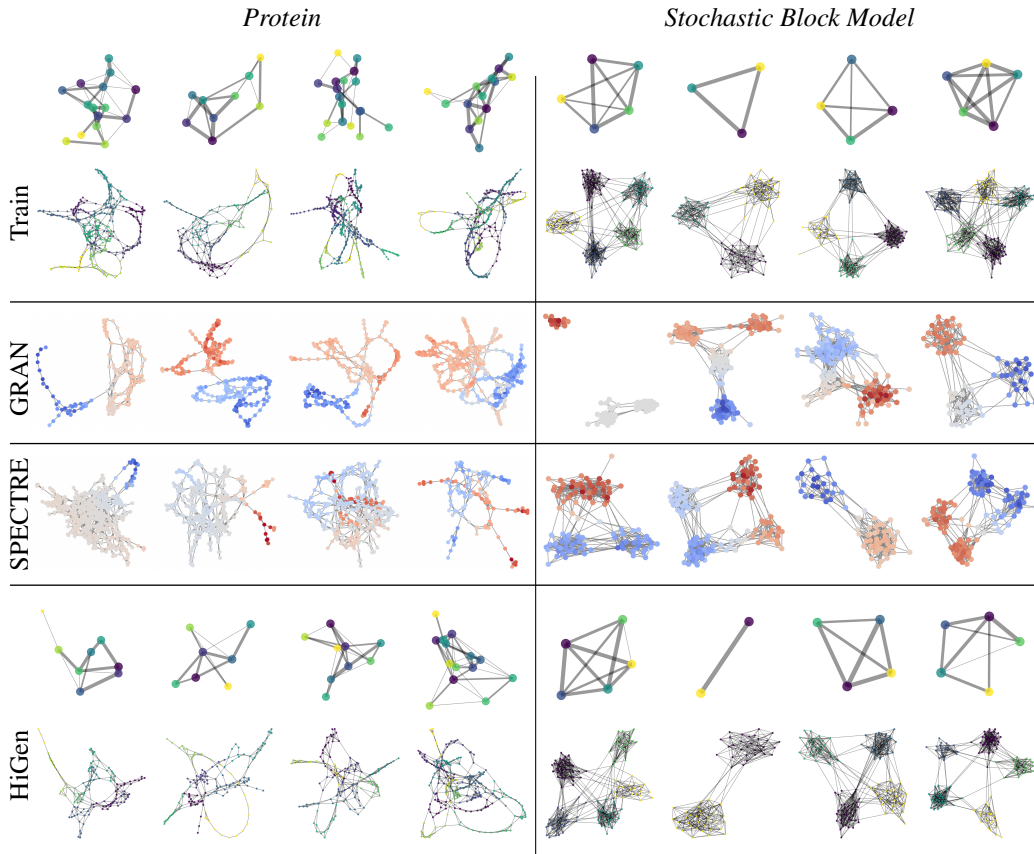 Protein
Stochastic Block Model
Train
GRAN
SPECTRE
HiGen